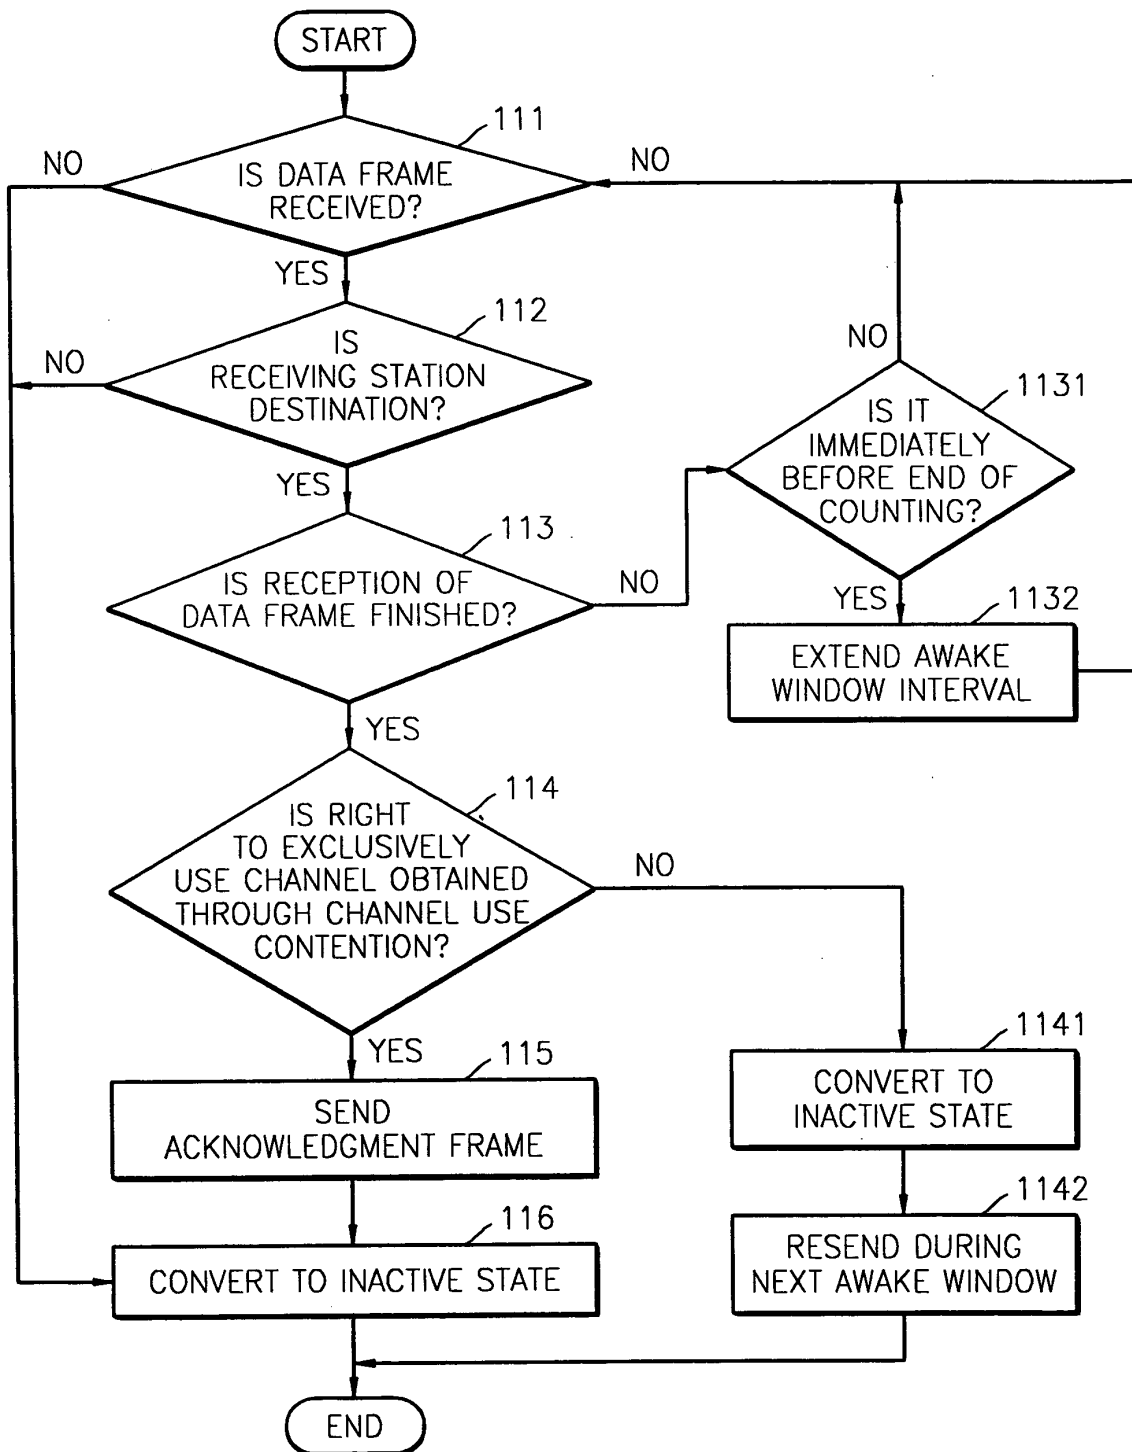 START
111
NO
IS DATA FRAME
RECEIVED?
NO
YES
112
NO
IS
RECEIVING STATION
DESTINATION?
NO
1131
IS IT
IMMEDIATELY
BEFORE END OF
COUNTING?
YES
113
IS RECEPTION OF
DATA FRAME FINISHED?
NO
YES
1132
EXTEND AWAKE
WINDOW INTERVAL
YES
114
IS RIGHT
TO EXCLUSIVELY
USE CHANNEL OBTAINED
THROUGH CHANNEL USE
CONTENTION?
NO
YES
115
SEND
ACKNOWLEDGMENT FRAME
1141
CONVERT TO
INACTIVE STATE
116
CONVERT TO INACTIVE STATE
1142
RESEND DURING
NEXT AWAKE WINDOW
END